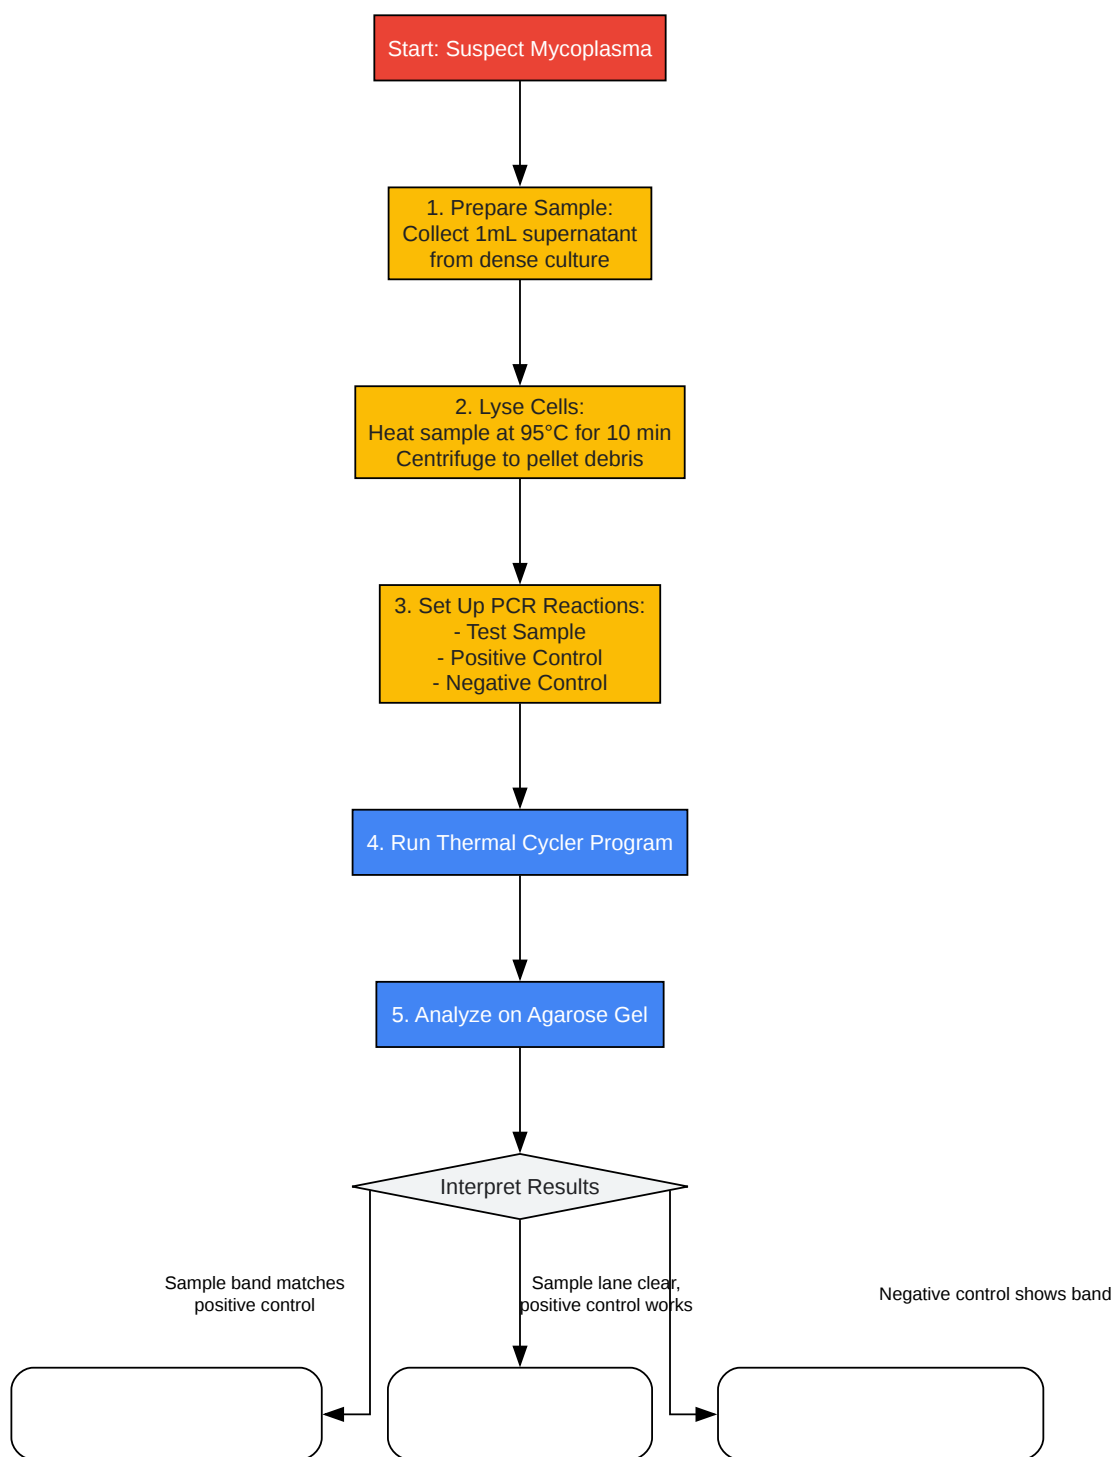 Start: Suspect Mycoplasma
1. Prepare Sample:
Collect 1mL supernatant
from dense culture
2. Lyse Cells:
Heat sample at 95°C for 10 min
Centrifuge to pellet debris
3. Set Up PCR Reactions:
- Test Sample
- Positive Control
- Negative Control
4. Run Thermal Cycler Program
5. Analyze on Agarose Gel
Interpret Results
Sample band matches
positive control
Sample lane clear,
positive control works
Negative control shows band